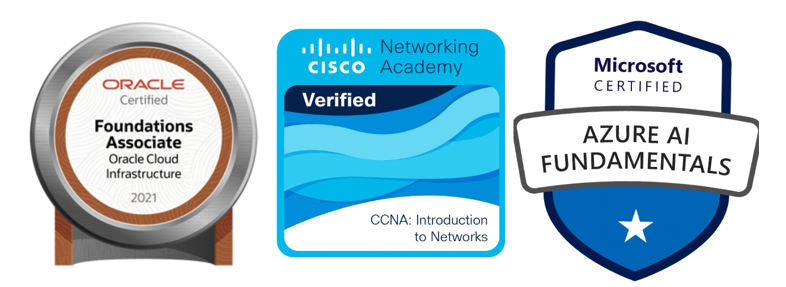 ORACLE
Certified
Foundations
Associate
Oracle Cloud
Infrastructure
2021
CISCO
Networking
Academy
Verified
CCNA: Introduction
to Networks
Microsoft
CERTIFIED
AZURE AI
FUNDAMENTALS